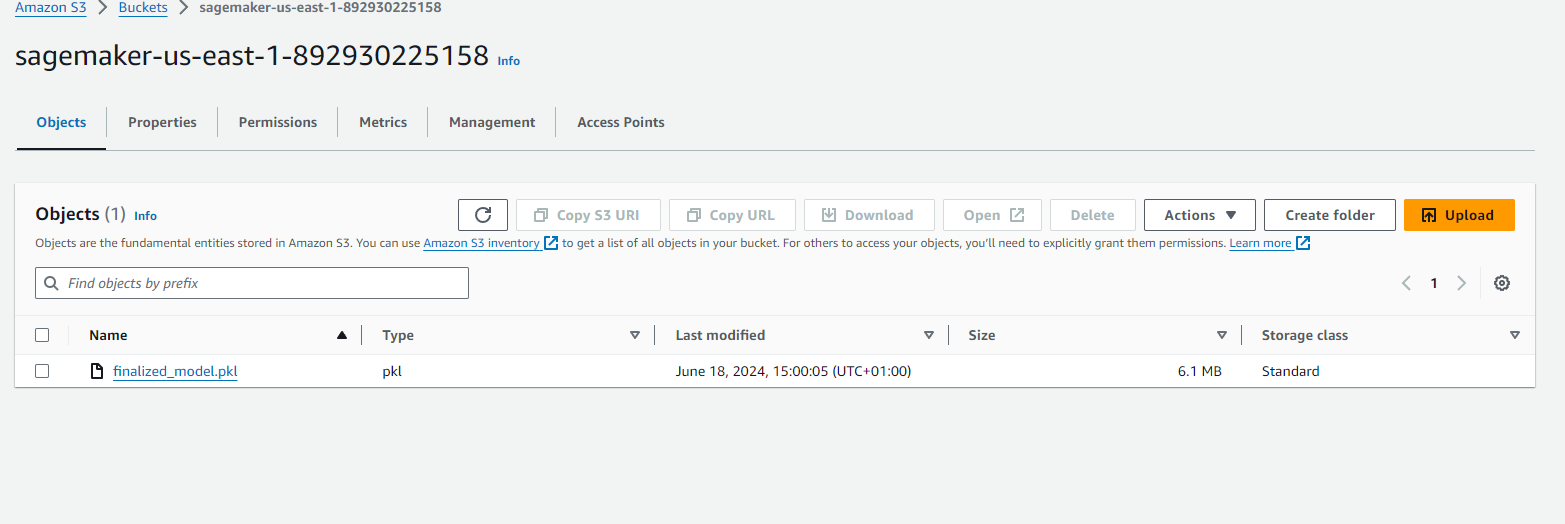 Amazon S3 > Buckets > sagemaker-us-east-1-892930225158
sagemaker-us-east-1-892930225158 Info
Objects Properties Permissions Metrics Management Access Points
Objects (1) Info Copy S3 URI Copy URL Download Open Delete Actions Create folder Upload
Objects are the fundamental entities stored in Amazon S3. You can use Amazon S3 inventory to get a list of all objects in your bucket. For others to access your objects, you’ll need to explicitly grant them permissions. Learn more
Find objects by prefix 1
Name Type Last modified Size Storage class
finalized_model.pkl pkl June 18, 2024, 15:00:05 (UTC+01:00) 6.1 MB Standard